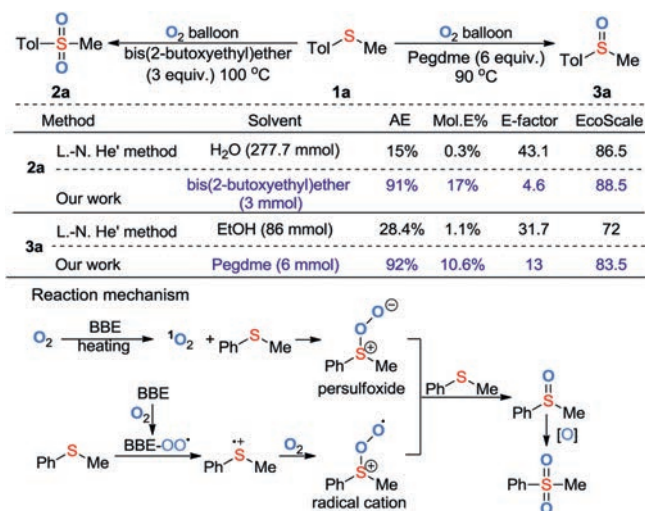 O2 balloon
bis(2-butoxyethyl)ether
(3 equiv.) 100 °C
O2 balloon
Pegdme (6 equiv.)
90 °C
O
Tol S Me
O
2a
Tol S Me
1a
O
Tol S Me
3a
Method Solvent AE Mol.E% E-factor EcoScale
2a
L.-N. He' method H2O (277.7 mmol) 15% 0.3% 43.1 86.5
Our work bis(2-butoxyethyl)ether (3 mmol) 91% 17% 4.6 88.5
3a
L.-N. He' method EtOH (86 mmol) 28.4% 1.1% 31.7 72
Our work Pegdme (6 mmol) 92% 10.6% 13 83.5
Reaction mechanism
O2 BBE heating 1O2 + Ph S Me
O O ⊖
Ph S ⊕ Me
persulfoxide
BBE
O2
Ph S Me BBE-OO• Ph S •+ Me O2
O O •
Ph S ⊕ Me
radical cation
Ph S Me
O
Ph S Me
[O]
O
Ph S Me
O